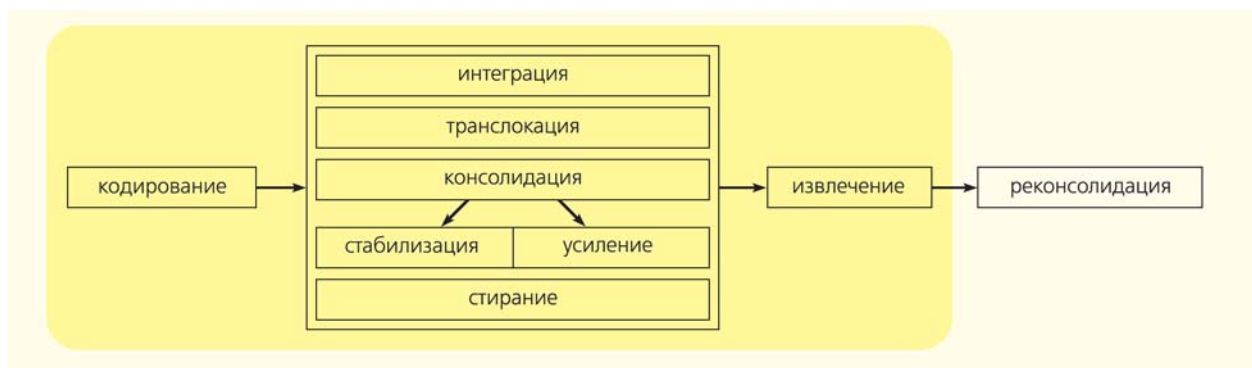 интеграция
транслокация
кодирование
консолидация
извлечение
реконсолидация
стабилизация
усиление
стирание